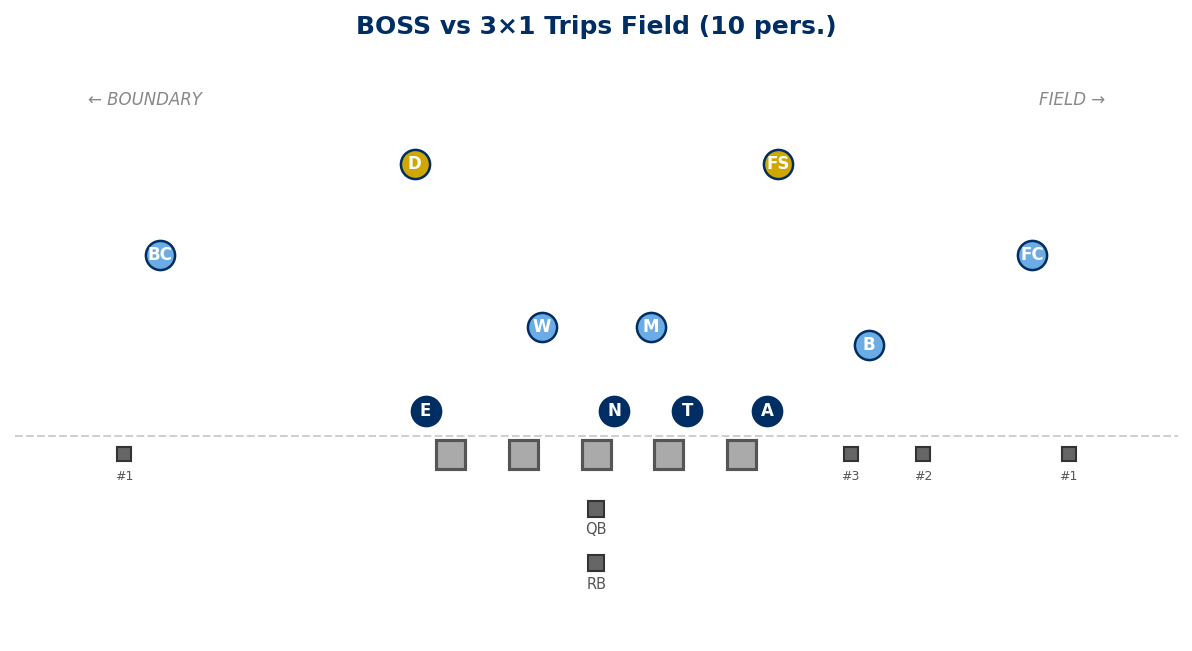 BOSS vs 3×1 Trips Field (10 pers.)
← BOUNDARY
FIELD →
D
FS
BC
FC
W
M
B
E
N
T
A
#1
#3
#2
#1
QB
RB